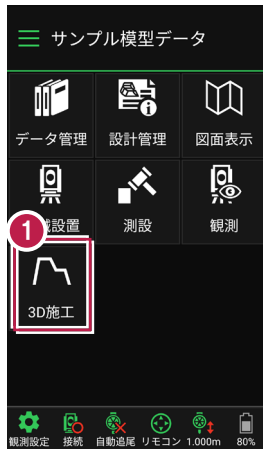 サンプル模型データ
データ管理 設計管理 図面表示
1
設置 測設 観測
3D施工
観測設定 接続 自動追尾 リモコン 1.000m 80%